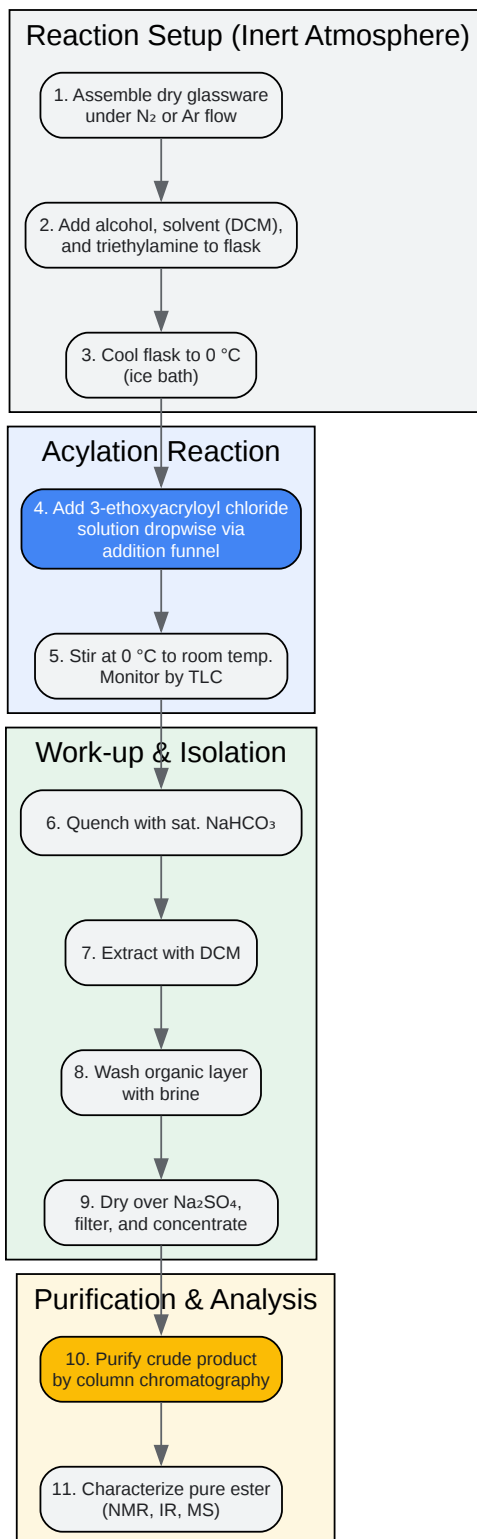 Reaction Setup (Inert Atmosphere)
1. Assemble dry glassware
under N₂ or Ar flow
2. Add alcohol, solvent (DCM),
and triethylamine to flask
3. Cool flask to 0 °C
(ice bath)
Acylation Reaction
4. Add 3-ethoxyacryloyl chloride
solution dropwise via
addition funnel
5. Stir at 0 °C to room temp.
Monitor by TLC
Work-up & Isolation
6. Quench with sat. NaHCO₃
7. Extract with DCM
8. Wash organic layer
with brine
9. Dry over Na₂SO₄,
filter, and concentrate
Purification & Analysis
10. Purify crude product
by column chromatography
11. Characterize pure ester
(NMR, IR, MS)